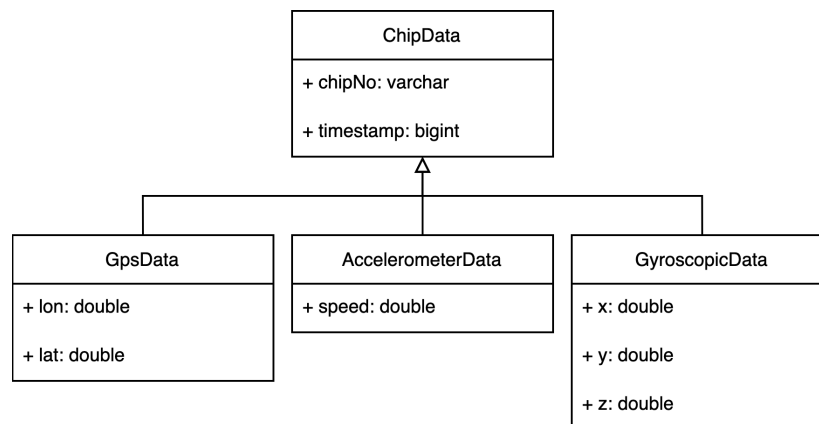 ChipData
+ chipNo: varchar
+ timestamp: bigint
GpsData
+ lon: double
+ lat: double
AccelerometerData
+ speed: double
GyroscopicData
+ x: double
+ y: double
+ z: double